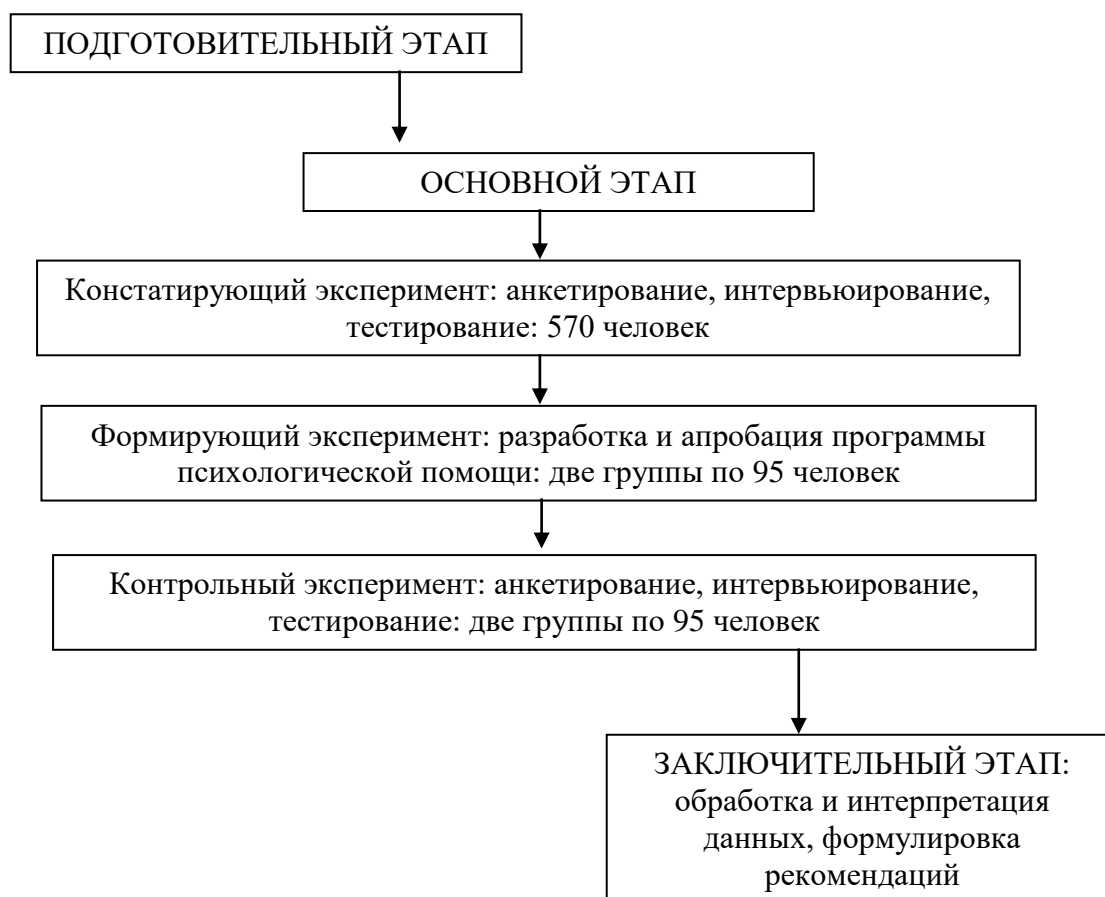 ПОДГОТОВИТЕЛЬНЫЙ ЭТАП
ОСНОВНОЙ ЭТАП
Констатирующий эксперимент: анкетирование, интервьюирование,
тестирование: 570 человек
Формирующий эксперимент: разработка и апробация программы
психологической помощи: две группы по 95 человек
Контрольный эксперимент: анкетирование, интервьюирование,
тестирование: две группы по 95 человек
ЗАКЛЮЧИТЕЛЬНЫЙ ЭТАП:
обработка и интерпретация
данных, формулировка
рекомендаций